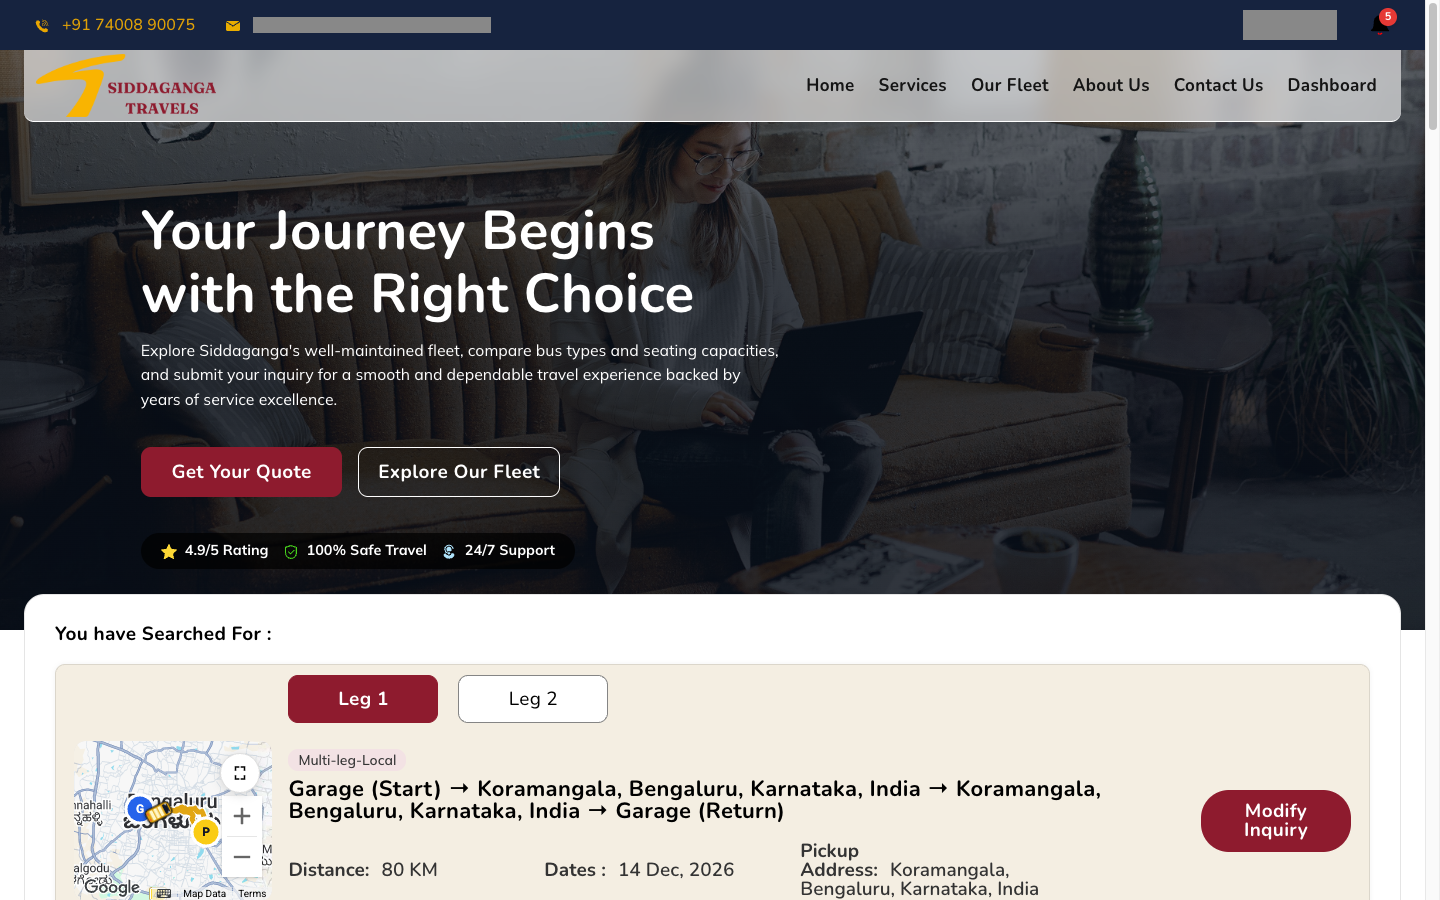 +91 74008 90075
5
SIDDAGANGA
TRAVELS
Home Services Our Fleet About Us Contact Us Dashboard
Your Journey Begins
with the Right Choice
Explore Siddaganga's well-maintained fleet, compare bus types and seating capacities,
and submit your inquiry for a smooth and dependable travel experience backed by
years of service excellence.
Get Your Quote Explore Our Fleet
4.9/5 Rating 100% Safe Travel 24/7 Support
You have Searched For :
Leg 1 Leg 2
Multi-leg-Local
Garage (Start) → Koramangala, Bengaluru, Karnataka, India → Koramangala,
Bengaluru, Karnataka, India → Garage (Return)
Modify
Inquiry
Distance: 80 KM
Dates : 14 Dec, 2026
Pickup
Address: Koramangala,
Bengaluru, Karnataka, India
Bengaluru
G
P
Google
Map Data Terms